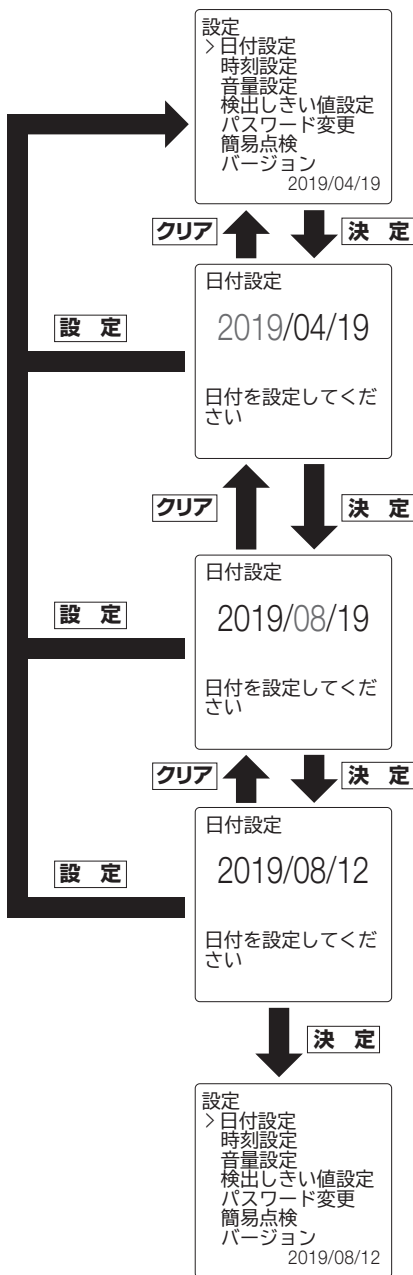 設定
>日付設定
時刻設定
音量設定
検出しきい値設定
パスワード変更
簡易点検
バージョン
2019/04/19
クリア
決 定
日付設定
2019/04/19
日付を設定してくだ
さい
設 定
クリア
決 定
日付設定
2019/08/19
日付を設定してくだ
さい
設 定
クリア
決 定
日付設定
2019/08/12
日付を設定してくだ
さい
設 定
決 定
設定
>日付設定
時刻設定
音量設定
検出しきい値設定
パスワード変更
簡易点検
バージョン
2019/08/12